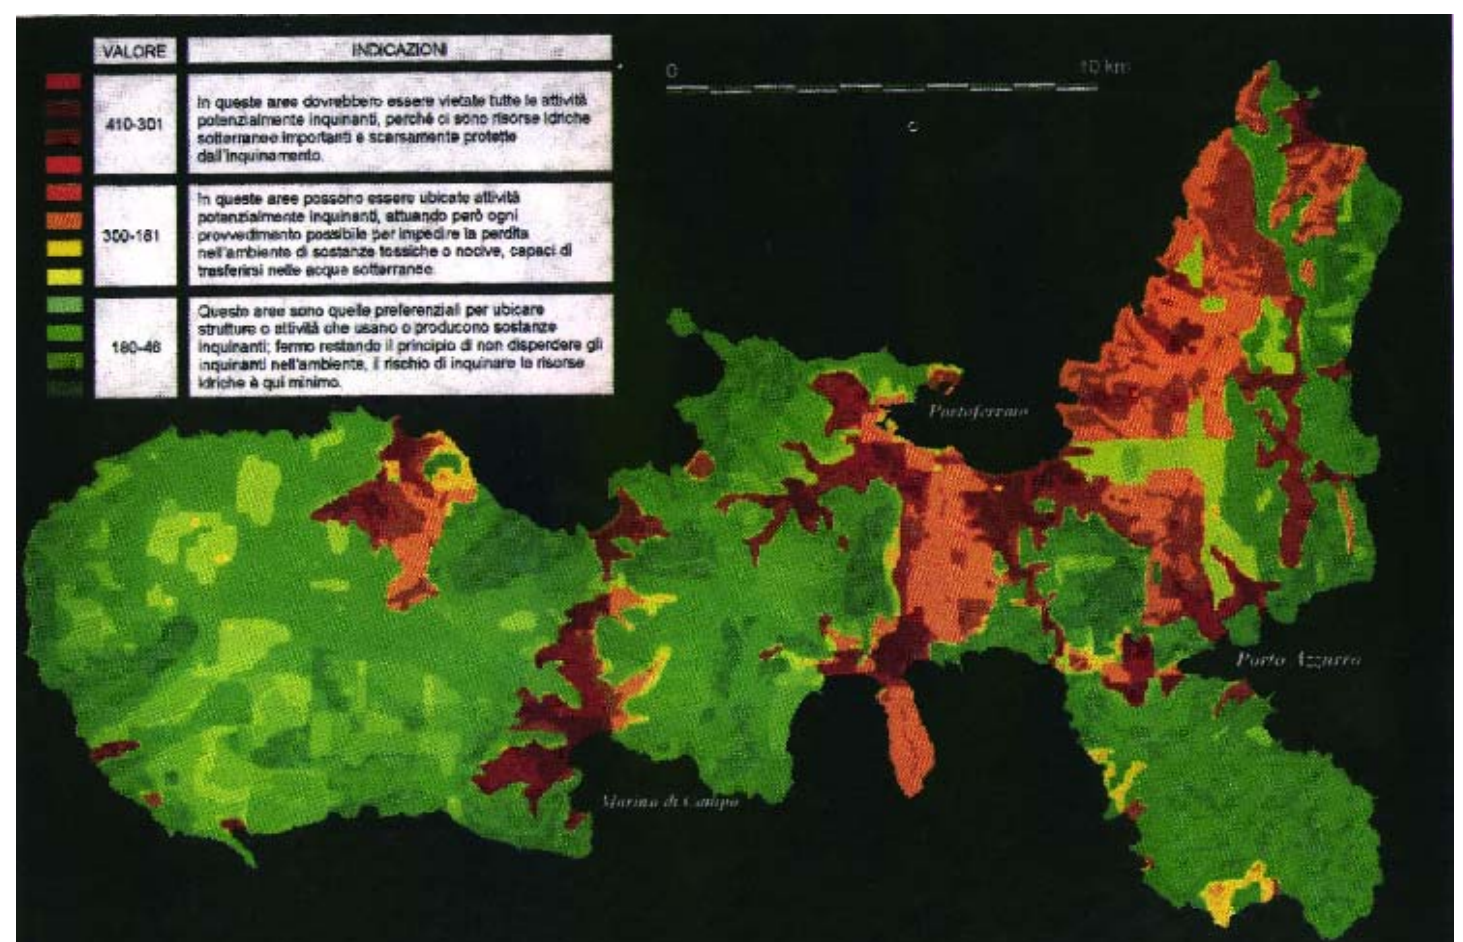 VALORE
INDICAZIONI
410-301
In queste aree dovrebbero essere vietate tutte le attività
potenzialmente inquinanti, perché ci sono risorse idriche
sotterranee importanti e scarsamente protette
dall'inquinamento.
300-181
In queste aree possono essere ubicate attività
potenzialmente inquinanti, attuando però ogni
provvedimento possibile per impedire la perdita
nell'ambiente di sostanze tossiche o nocive, capaci di
trasferirsi nelle acque sotterranee.
180-46
Queste aree sono quelle preferenziali per ubicare
strutture o attività che usano o producono sostanze
inquinanti; fermo restando il principio di non disperdere gli
inquinanti nell'ambiente, il rischio di inquinare le risorse
idriche è qui minimo.
0
10 km
Portoferraio
Porto Azzurro
Marina di Campo